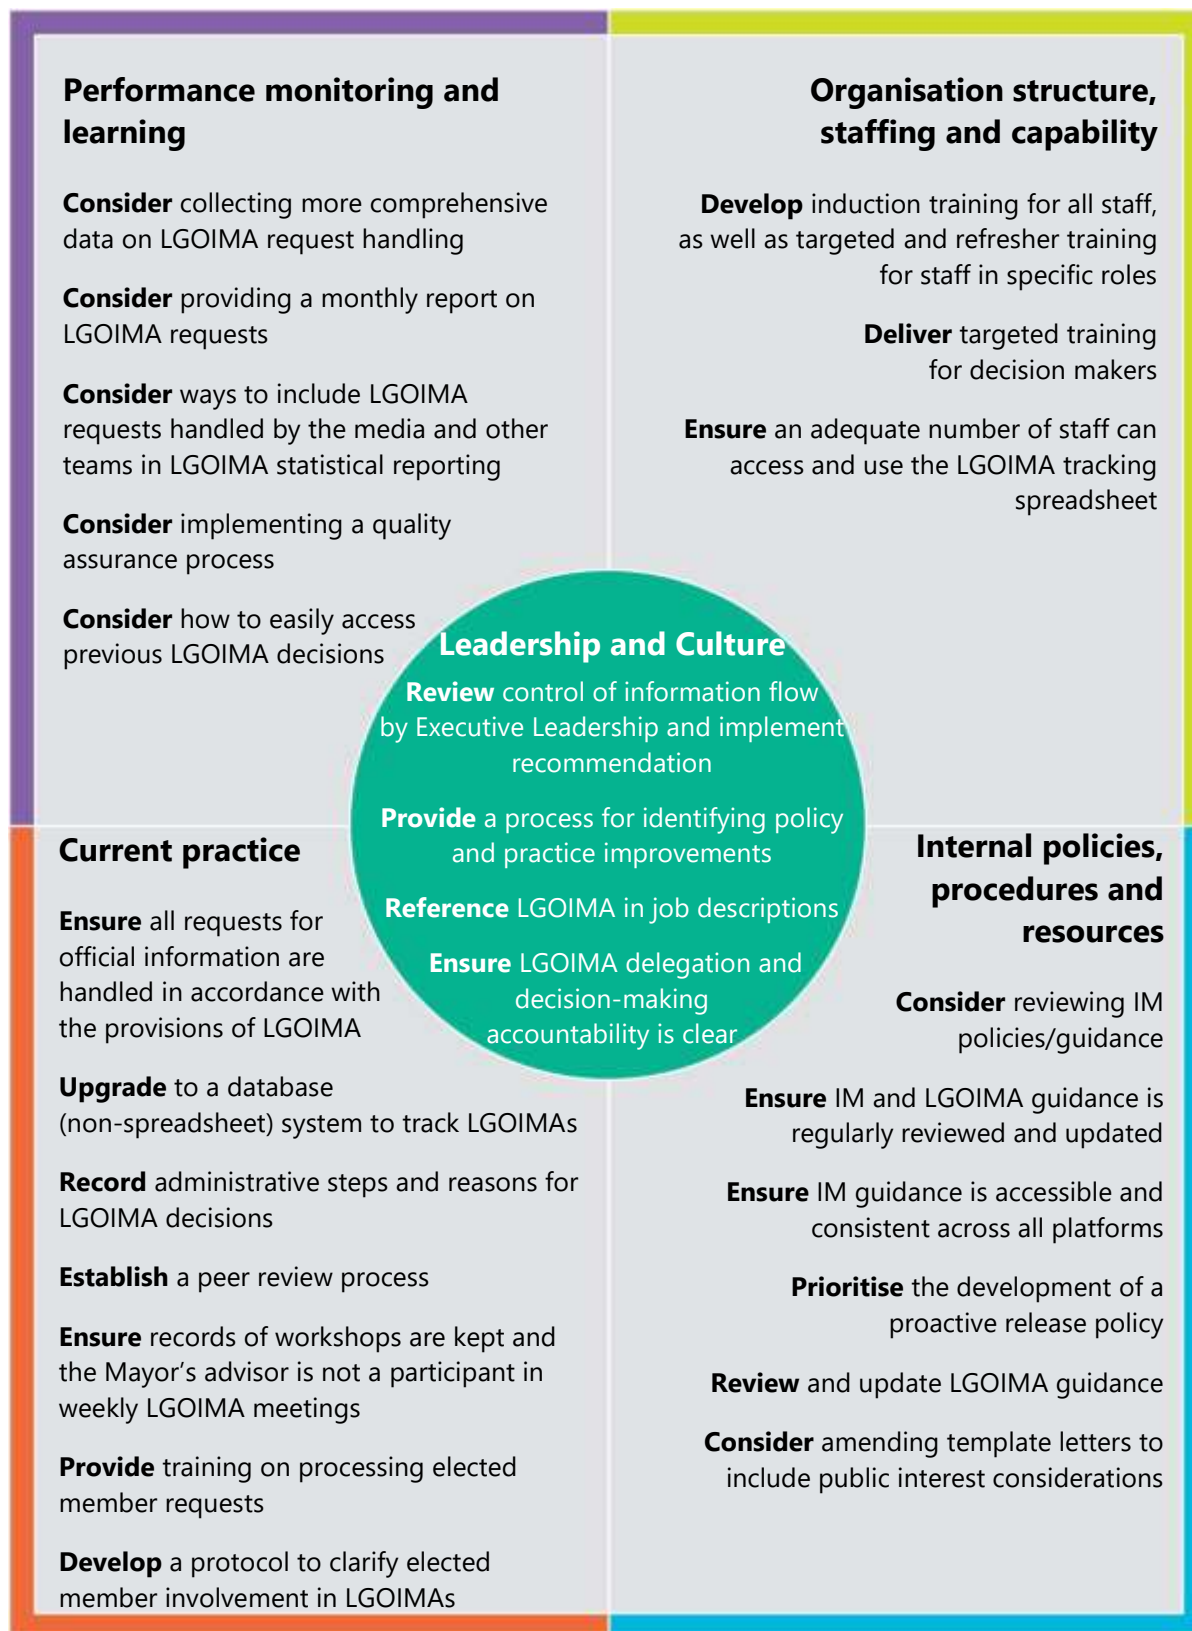 Performance monitoring and
learning
Consider collecting more comprehensive
data on LGOIMA request handling
Consider providing a monthly report on
LGOIMA requests
Consider ways to include LGOIMA
requests handled by the media and other
teams in LGOIMA statistical reporting
Consider implementing a quality
assurance process
Consider how to easily access
previous LGOIMA decisions
Organisation structure,
staffing and capability
Develop induction training for all staff,
as well as targeted and refresher training
for staff in specific roles
Deliver targeted training
for decision makers
Ensure an adequate number of staff can
access and use the LGOIMA tracking
spreadsheet
Leadership and Culture
Review control of information flow
by Executive Leadership and implement
recommendation
Provide a process for identifying policy
and practice improvements
Reference LGOIMA in job descriptions
Ensure LGOIMA delegation and
decision-making
accountability is clear
Current practice
Ensure all requests for
official information are
handled in accordance with
the provisions of LGOIMA
Upgrade to a database
(non-spreadsheet) system to track LGOIMAs
Record administrative steps and reasons for
LGOIMA decisions
Establish a peer review process
Ensure records of workshops are kept and
the Mayor’s advisor is not a participant in
weekly LGOIMA meetings
Provide training on processing elected
member requests
Develop a protocol to clarify elected
member involvement in LGOIMAs
Internal policies,
procedures and
resources
Consider reviewing IM
policies/guidance
Ensure IM and LGOIMA guidance is
regularly reviewed and updated
Ensure IM guidance is accessible and
consistent across all platforms
Prioritise the development of a
proactive release policy
Review and update LGOIMA guidance
Consider amending template letters to
include public interest considerations